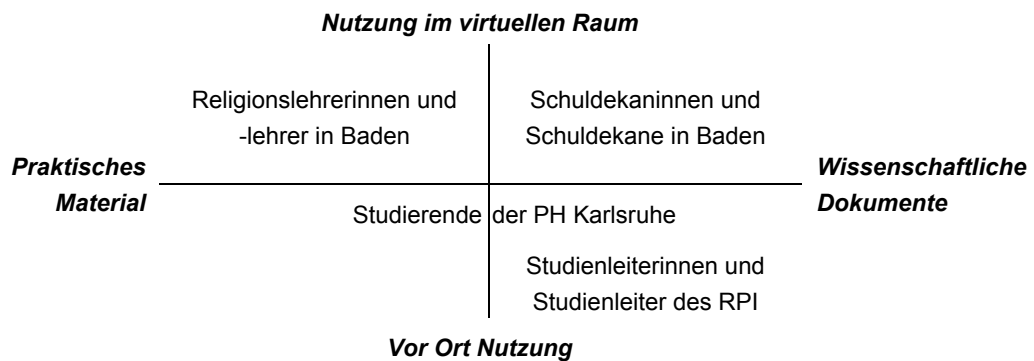 Nutzung im virtuellen Raum
Religionslehrerinnen und
-lehrer in Baden
Schuldekaninnen und
Schuldekane in Baden
Praktisches
Material
Wissenschaftliche
Dokumente
Studierende der PH Karlsruhe
Studienleiterinnen und
Studienleiter des RPI
Vor Ort Nutzung